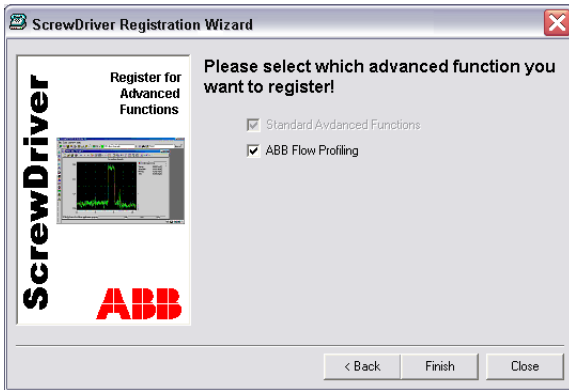 ScrewDriver Registration Wizard
ScrewDriver
Register for
Advanced
Functions
ABB
Please select which advanced function you
want to register!
Standard Avdanced Functions
ABB Flow Profiling
< Back
Finish
Close